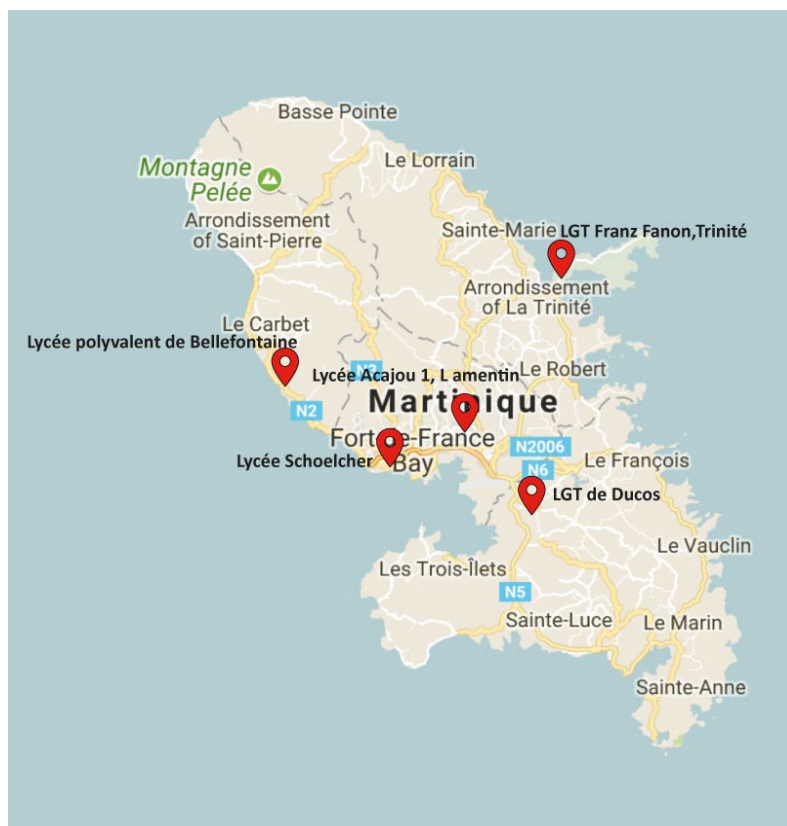 Basse Pointe
Le Lorrain
Montagne
Pelée
Arrondissement
of Saint-Pierre
Sainte-Marie
LGT Franz Fanon,Trinité
Arrondissement
of La Trinité
Le Carbet
Lycée polyvalent de Bellefontaine
Le Robert
N3
Lycée Acajou 1, L amentin
Martinique
N2
Fort-de-France
Bay
N2006
Lycée Schoelcher
N6
Le François
LGT de Ducos
Le Vauclin
Les Trois-Îlets
N5
Sainte-Luce
Le Marin
Sainte-Anne